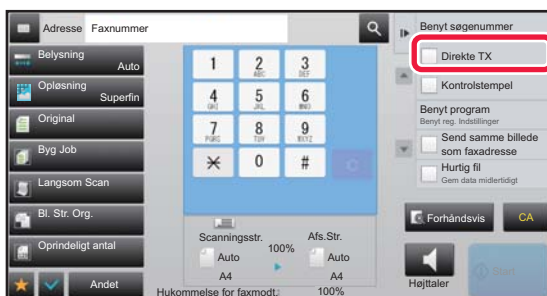 Adresse Faxnummer
Belysning
Auto
Opløsning
Superfin
Original
Byg Job
Langsom Scan
Bl. Str. Org.
Oprindeligt antal
Andet
1 2 3
ABC DEF
4 5 6
GHI JKL MNO
7 8 9
PQRS TUV WXYZ
0 #
C
Scanningsstr. Afs.Str.
100%
Auto Auto
A4 A4
Hukommelse for faxmodt.: 100%
Benyt søgenummer
Direkte TX
Kontrolstempel
Benyt program
Benyt reg. Indstillinger
Send samme billede
som faxadresse
Hurtig fil
Gem data midlertidigt
Forhåndsvis CA
Højttaler
Start